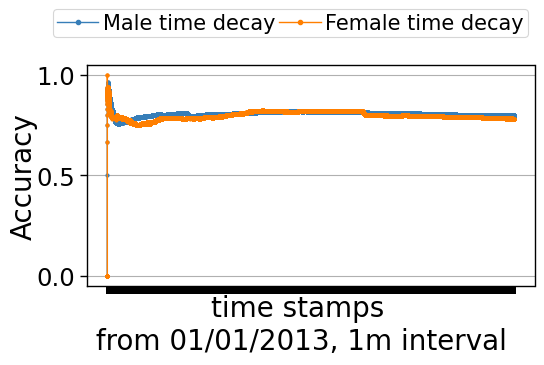 Male time decay
Female time decay
1.0
0.5
0.0
Accuracy
time stamps
from 01/01/2013, 1m interval